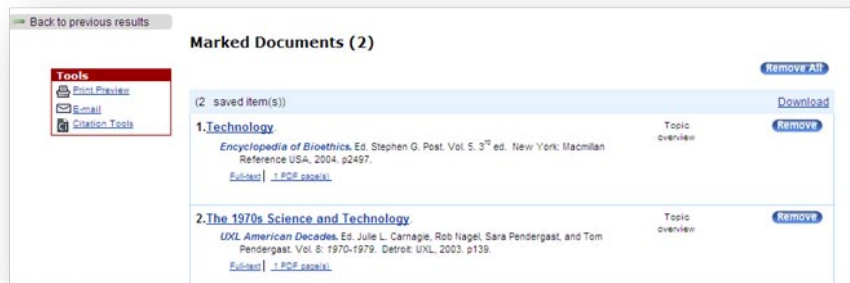 Back to previous results
Marked Documents (2)
Remove All
Tools
Print Preview
E-mail
Citation Tools
(2 saved item(s))
Download
1.Technology.
Topic overview
Remove
Encyclopedia of Bioethics. Ed. Stephen G. Post. Vol. 5. 3rd ed. New York: Macmillan
Reference USA, 2004. p2497.
Full-text | 1 PDF page(s)
2.The 1970s Science and Technology.
Topic overview
Remove
UXL American Decades. Ed. Julie L. Carnagie, Rob Nagel, Sara Pendergast, and Tom
Pendergast. Vol. 8: 1970-1979. Detroit: UXL, 2003. p139.
Full-text | 1 PDF page(s)